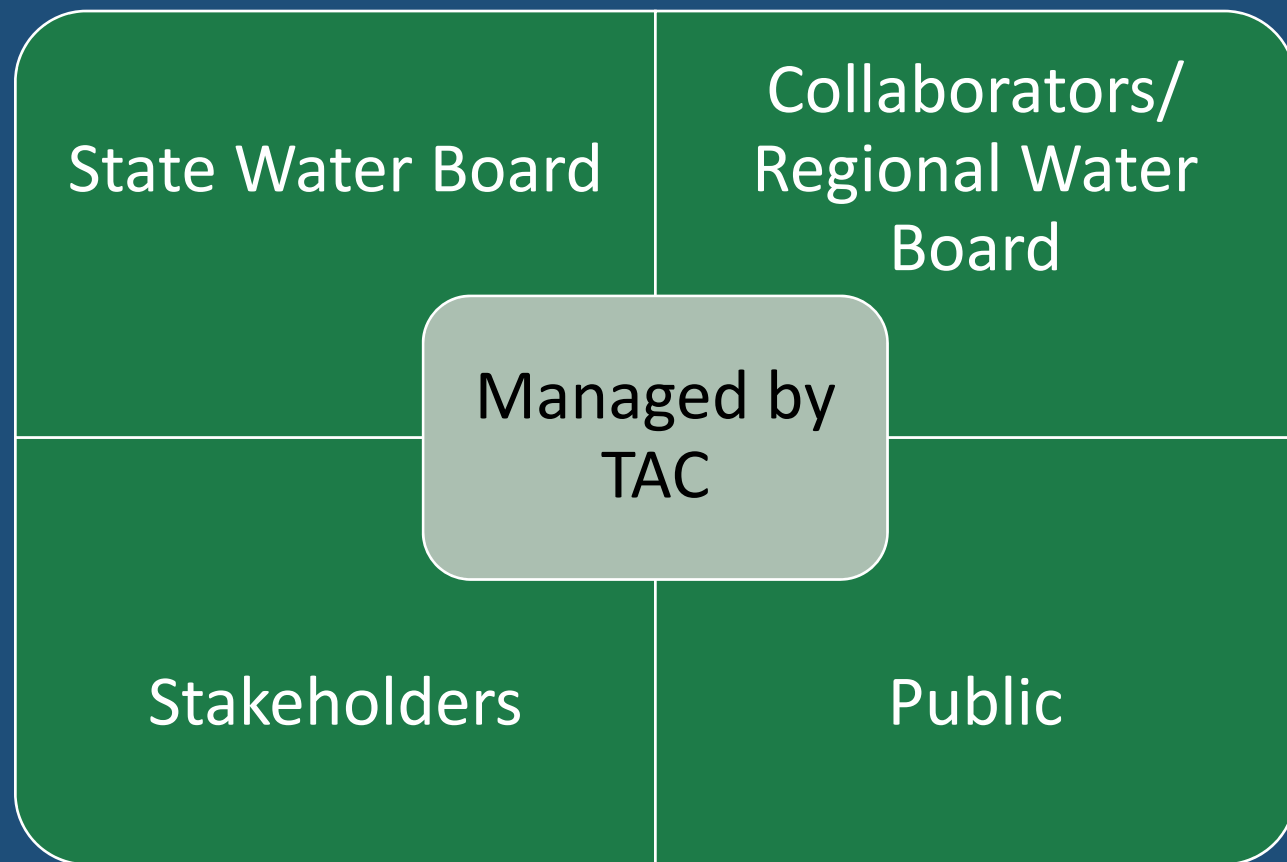 State Water Board
Collaborators/
Regional Water
Board
Managed by
TAC
Stakeholders
Public